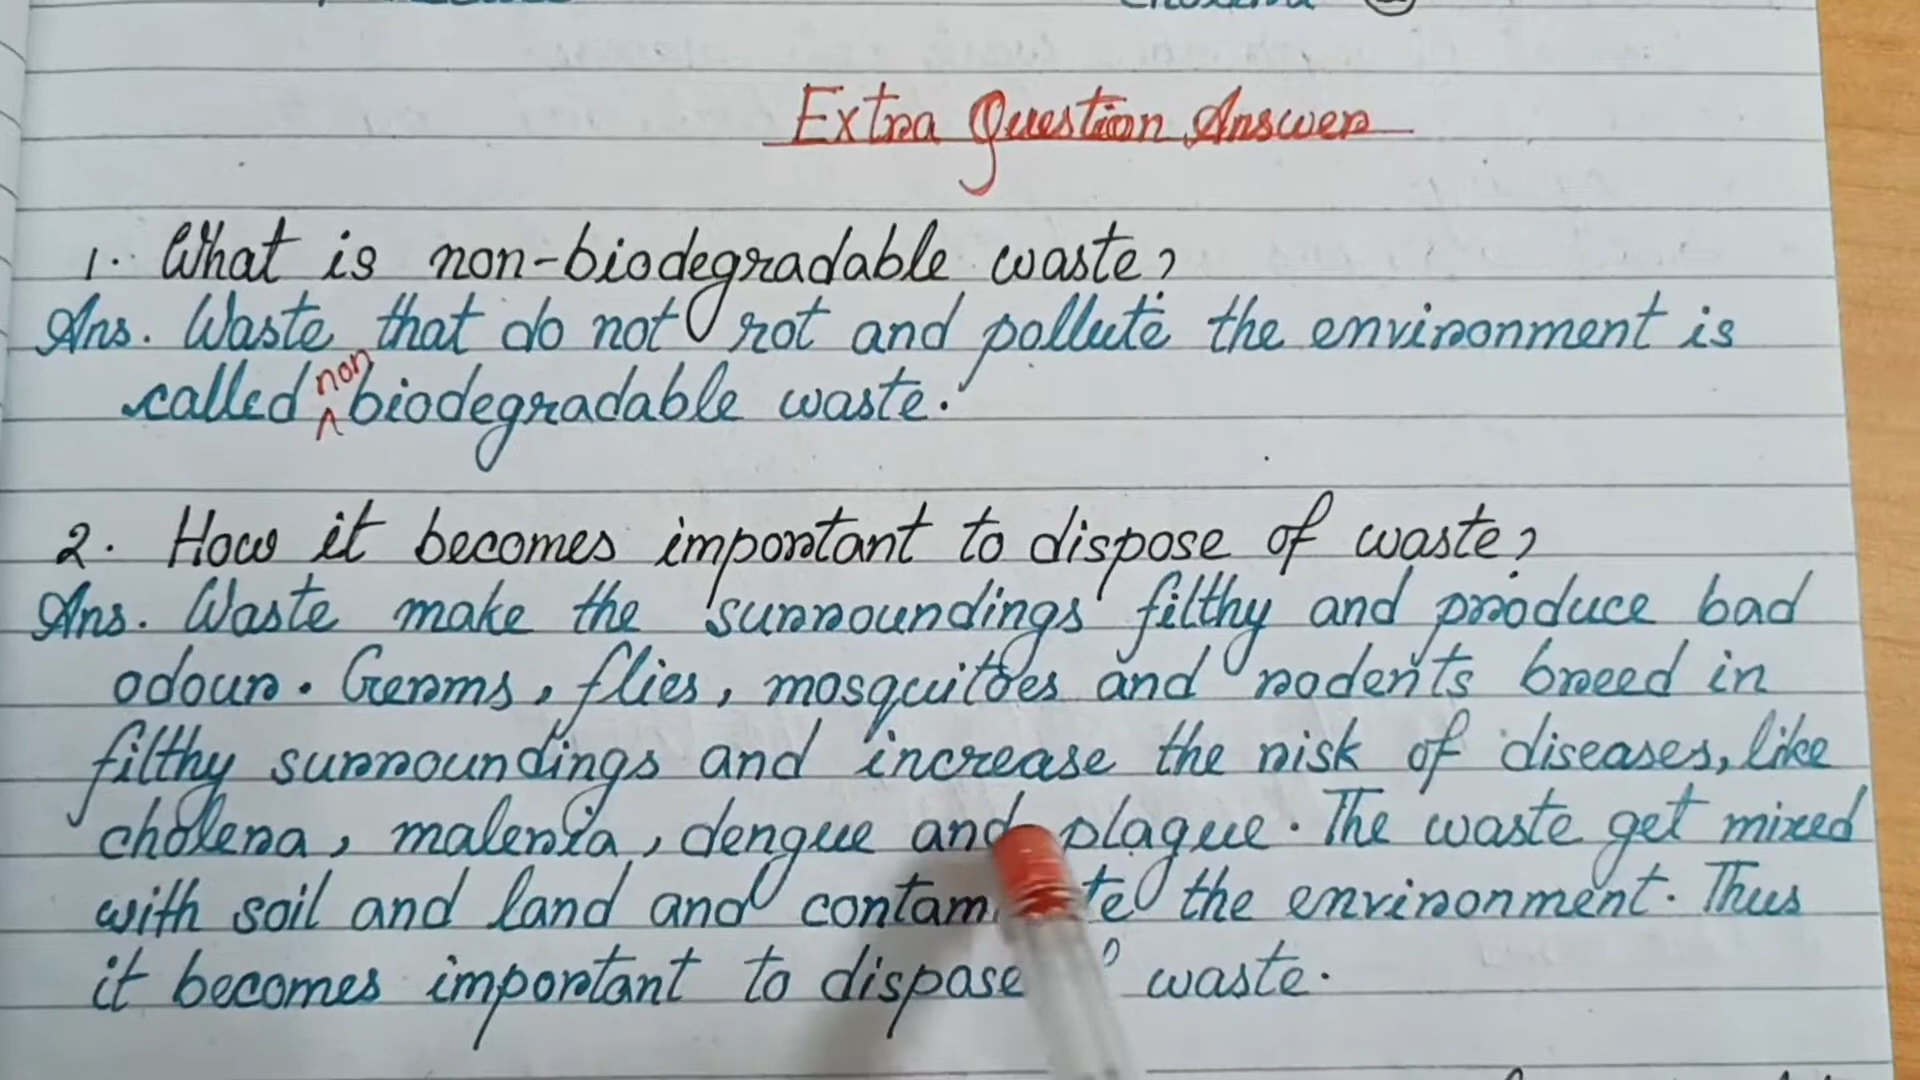 Extra Question Answer
1. What is non-biodegradable waste?
Ans. Waste that do not rot and pollute the environment is
called non biodegradable waste.
2. How it becomes important to dispose of waste?
Ans. Waste make the surroundings filthy and produce bad
odour. Germs, flies, mosquitoes and rodents breed in
filthy surroundings and increase the risk of diseases, like
cholera, maleria, dengue and plague. The waste get mixed
with soil and land and the environment. Thus
it becomes important to dispose waste.